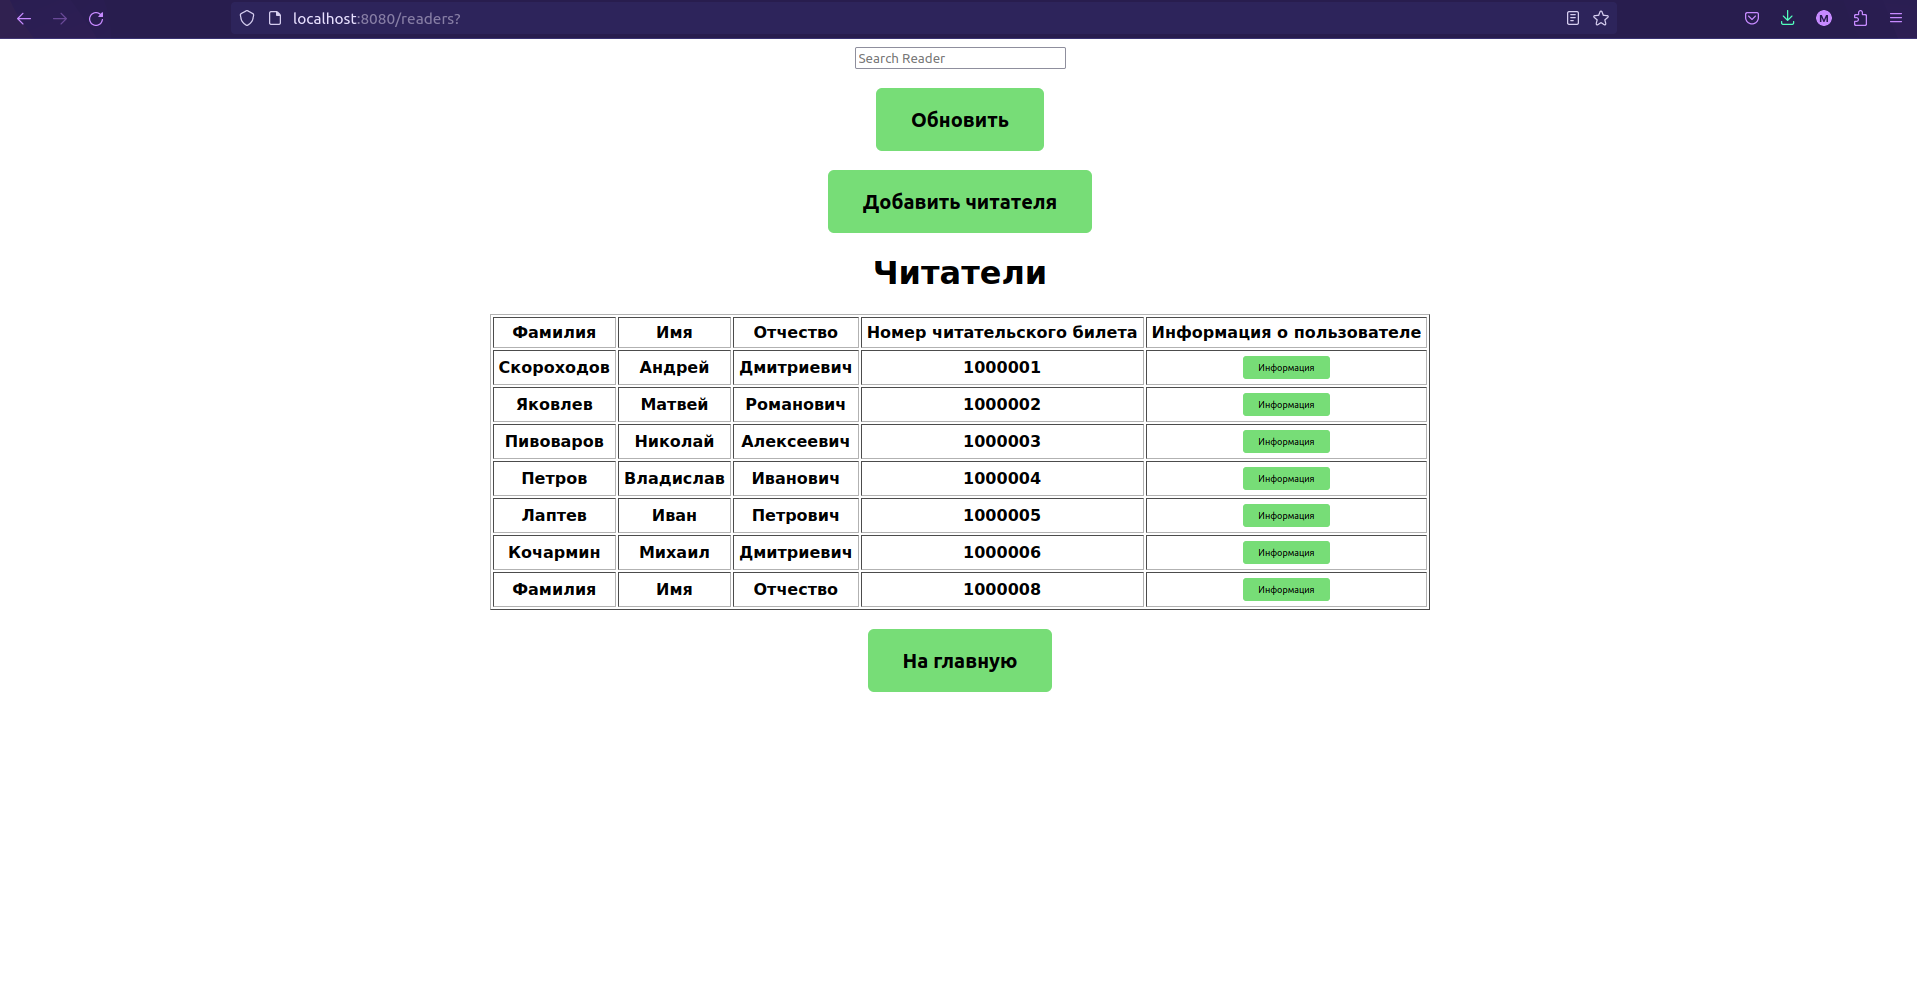 localhost:8080/readers?
M
Search Reader
Обновить
Добавить читателя
Читатели
Фамилия Имя Отчество Номер читательского билета Информация о пользователе
Скороходов Андрей Дмитриевич 1000001 Информация
Яковлев Матвей Романович 1000002 Информация
Пивоваров Николай Алексеевич 1000003 Информация
Петров Владислав Иванович 1000004 Информация
Лаптев Иван Петрович 1000005 Информация
Кочармин Михаил Дмитриевич 1000006 Информация
Фамилия Имя Отчество 1000008 Информация
На главную